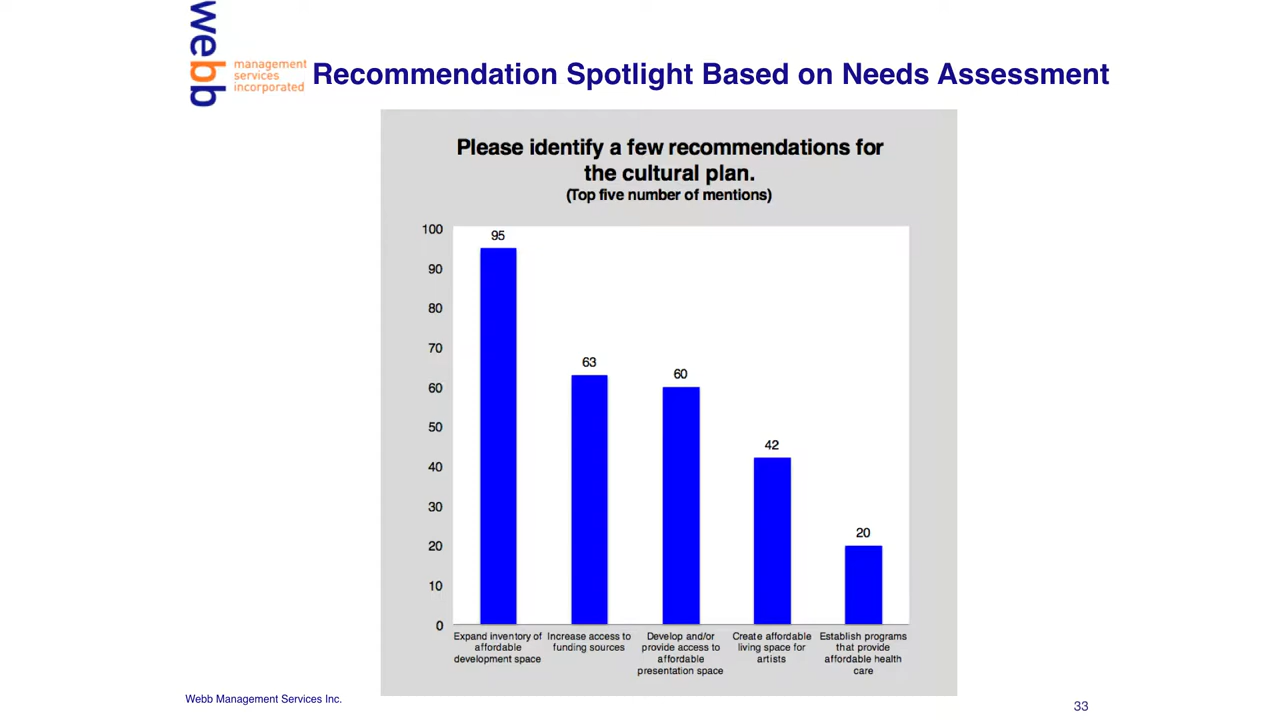 webb
management
services
incorporated
Recommendation Spotlight Based on Needs Assessment
Please identify a few recommendations for
the cultural plan.
(Top five number of mentions)
100
90
80
70
60
50
40
30
20
10
0
95
63
60
42
20
Expand inventory of
affordable
development space
Increase access to
funding sources
Develop and/or
provide access to
affordable
presentation space
Create affordable
living space for
artists
Establish programs
that provide
affordable health
care
Webb Management Services Inc.
33